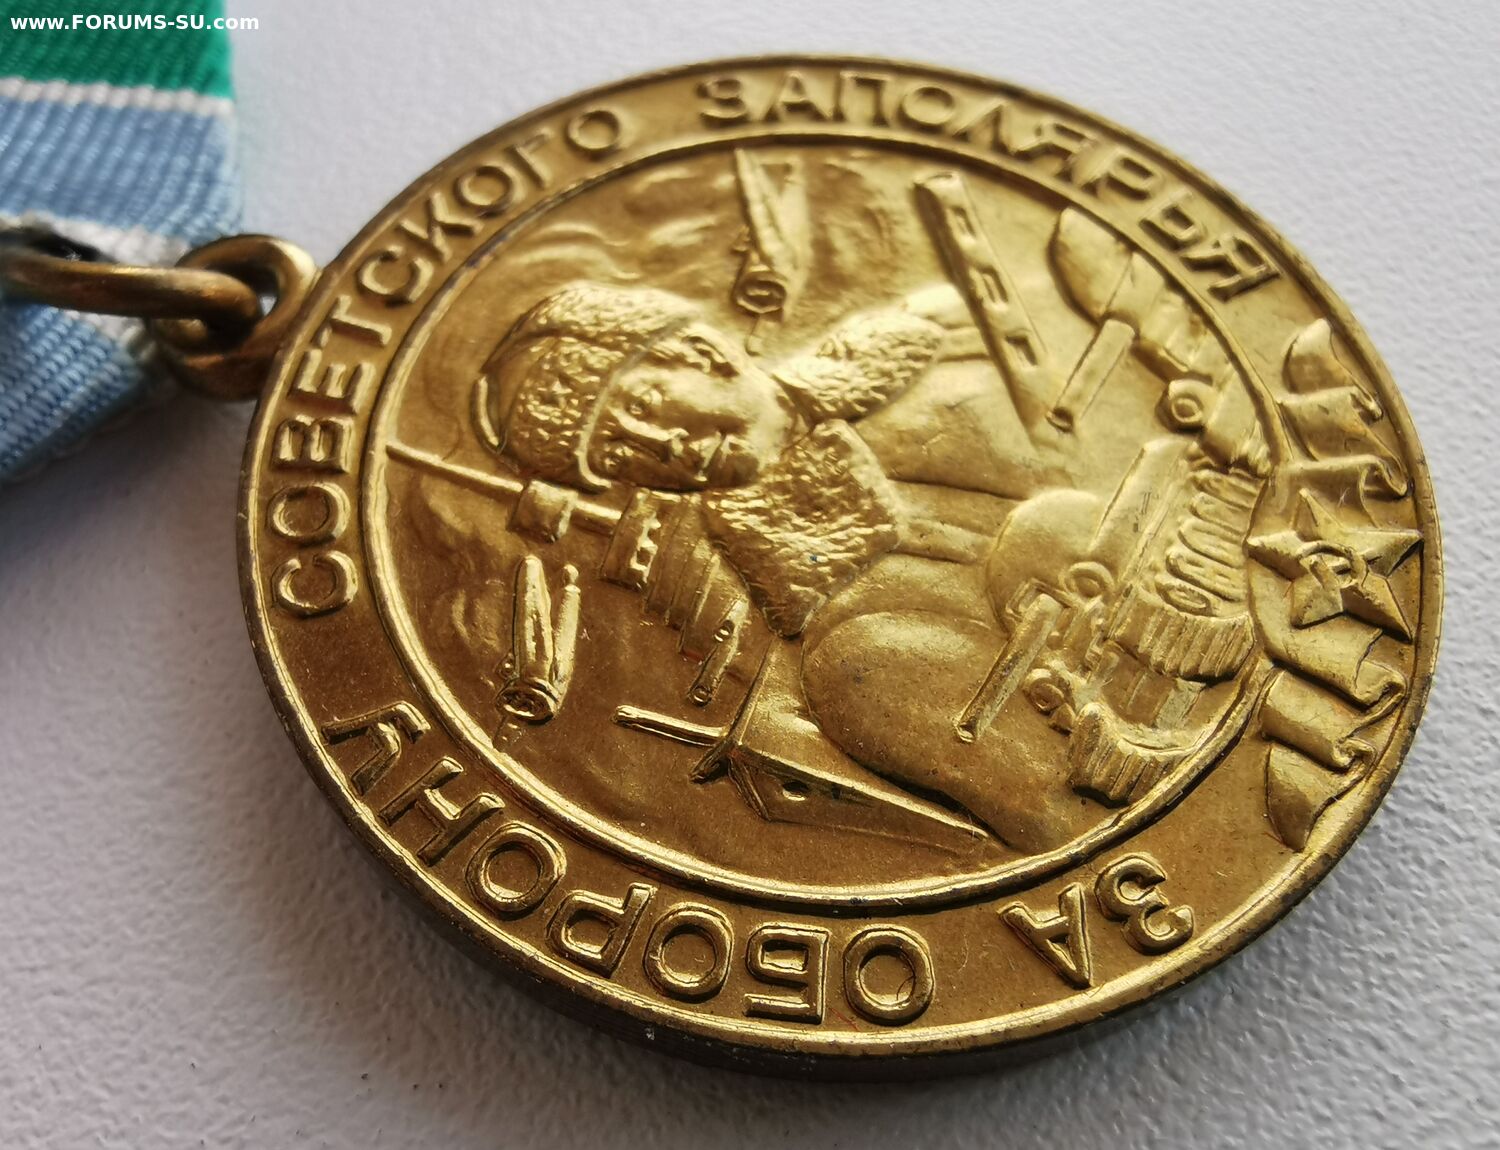 www.FORUMS-SU.com
ЗА ОБОРОНУ СОВЕТСКОГО ЗАПОЛЯРЬЯ